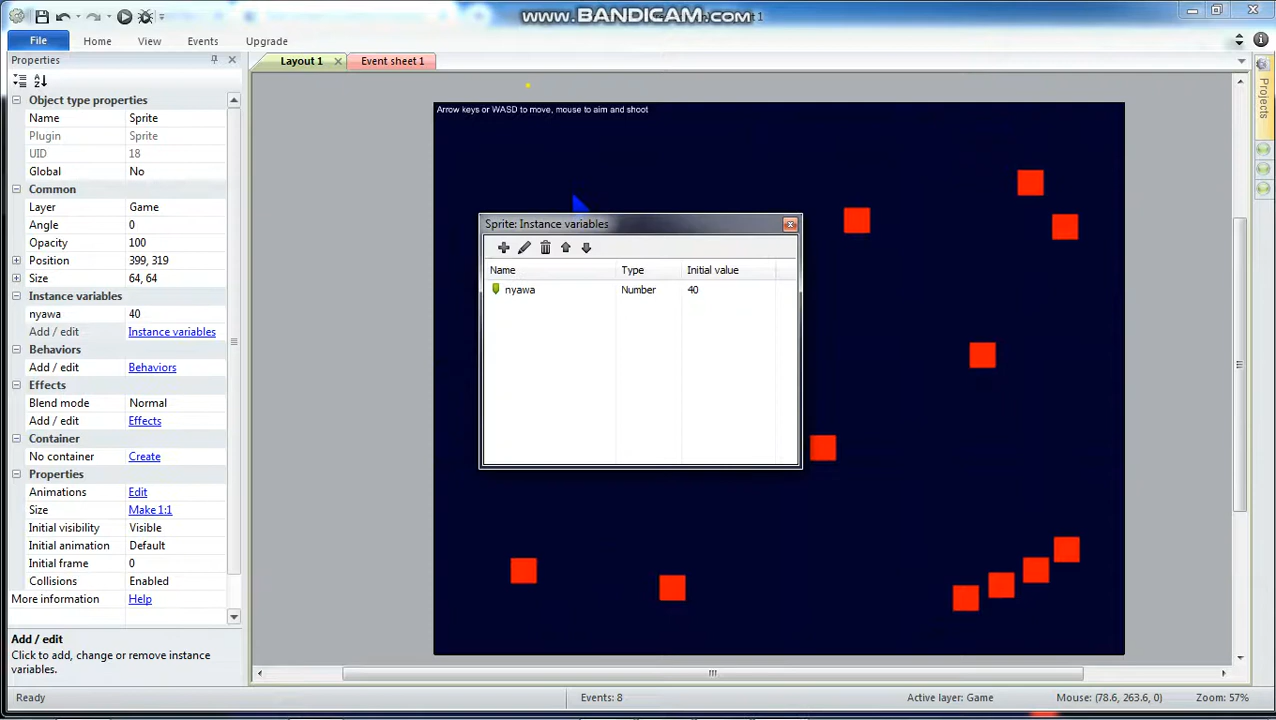 www.BANDICAM.com
File
Home
View
Events
Upgrade
Properties
Layout 1
Event sheet 1
Projects
Object type properties
Name Sprite
Plugin Sprite
UID 18
Global No
Common
Layer Game
Angle 0
Opacity 100
Position 399, 319
Size 64, 64
Instance variables
nyawa 40
Add / edit Instance variables
Behaviors
Add / edit Behaviors
Effects
Blend mode Normal
Add / edit Effects
Container
No container Create
Properties
Animations Edit
Size Make 1:1
Initial visibility Visible
Initial animation Default
Initial frame 0
Collisions Enabled
More information Help
Add / edit
Click to add, change or remove instance
variables.
Arrow keys or WASD to move, mouse to aim and shoot
Sprite: Instance variables
Name Type Initial value
nyawa Number 40
Ready
Events: 8
Active layer: Game
Mouse: (78.6, 263.6, 0)
Zoom: 57%